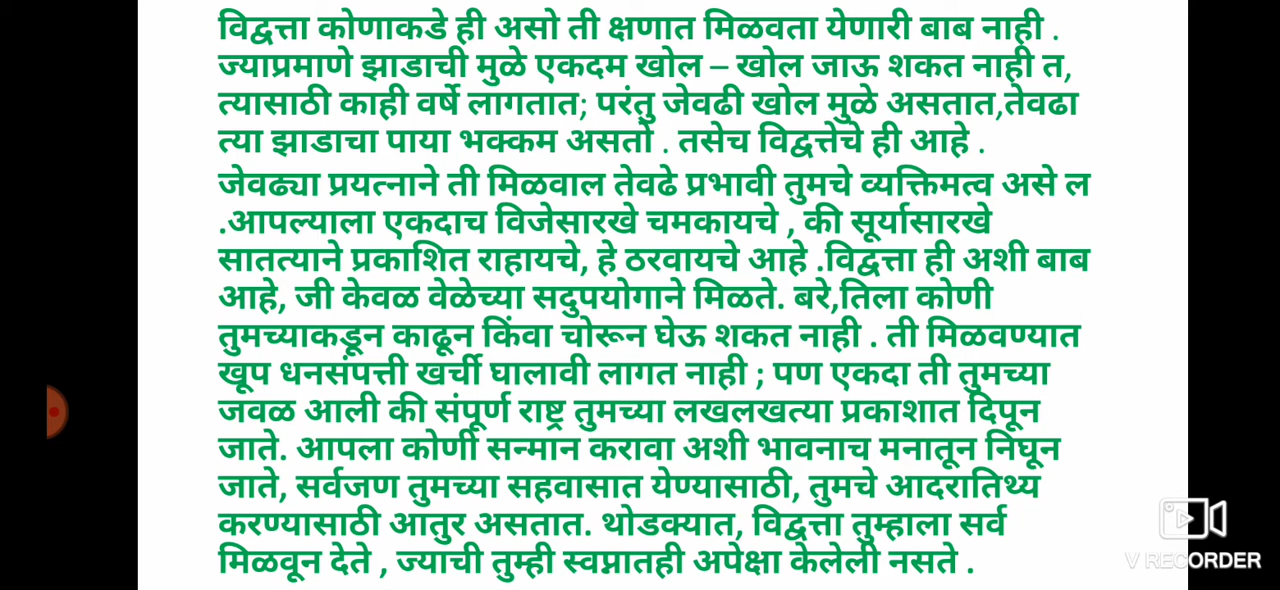 विद्वत्ता कोणाकडे ही असो ती क्षणात मिळवता येणारी बाब नाही .
ज्याप्रमाणे झाडाची मुळे एकदम खोल – खोल जाऊ शकत नाही त,
त्यासाठी काही वर्षे लागतात; परंतु जेवढी खोल मुळे असतात,तेवढा
त्या झाडाचा पाया भक्कम असतो . तसेच विद्वत्तेचे ही आहे .
जेवढ्या प्रयत्नाने ती मिळवाल तेवढे प्रभावी तुमचे व्यक्तिमत्व असे ल
.आपल्याला एकदाच विजेसारखे चमकायचे , की सूर्यासारखे
सातत्याने प्रकाशित राहायचे, हे ठरवायचे आहे .विद्वत्ता ही अशी बाब
आहे, जी केवळ वेळेच्या सदुपयोगाने मिळते. बरे,तिला कोणी
तुमच्याकडून काढून किंवा चोरून घेऊ शकत नाही . ती मिळवण्यात
खूप धनसंपत्ती खर्ची घालावी लागत नाही ; पण एकदा ती तुमच्या
जवळ आली की संपूर्ण राष्ट्र तुमच्या लखलखत्या प्रकाशात दिपून
जाते. आपला कोणी सन्मान करावा अशी भावनाच मनातून निघून
जाते, सर्वजण तुमच्या सहवासात येण्यासाठी, तुमचे आदरातिथ्य
करण्यासाठी आतुर असतात. थोडक्यात, विद्वत्ता तुम्हाला सर्व
मिळवून देते , ज्याची तुम्ही स्वप्नातही अपेक्षा केलेली नसते .
V RECORDER